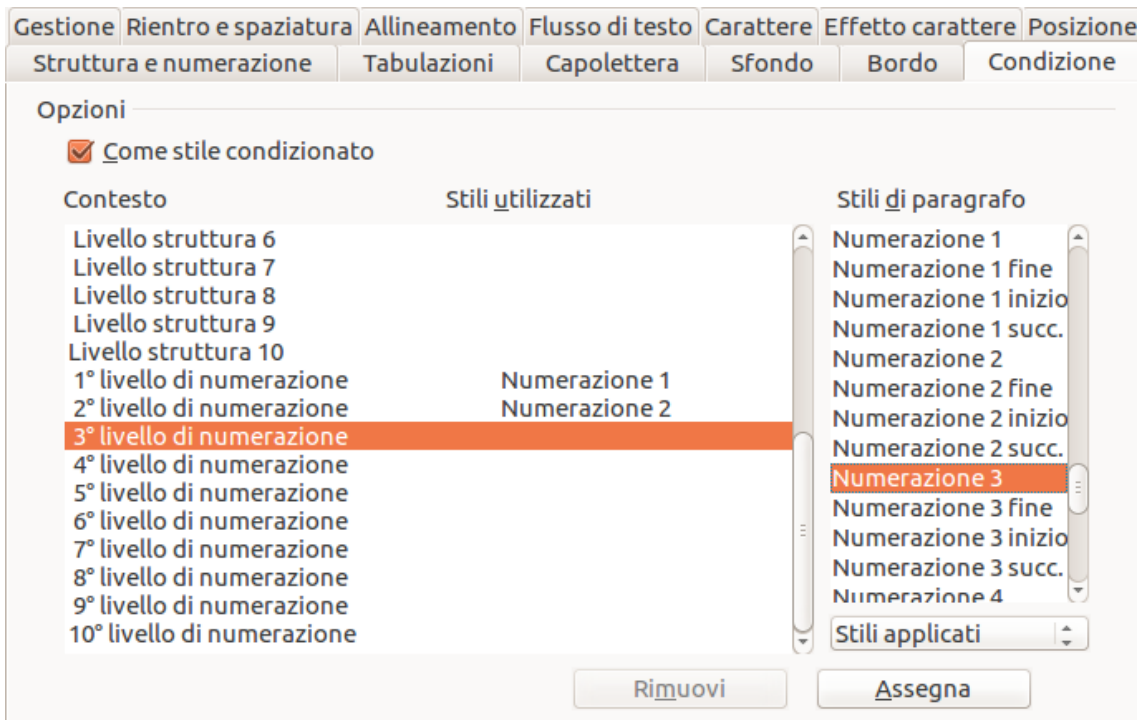 Gestione Rientro e spaziatura Allineamento Flusso di testo Carattere Effetto carattere Posizione
Struttura e numerazione Tabulazioni Capolettera Sfondo Bordo Condizione
Opzioni
Come stile condizionato
Contesto Stili utilizzati
Livello struttura 6
Livello struttura 7
Livello struttura 8
Livello struttura 9
Livello struttura 10
1° livello di numerazione Numerazione 1
2° livello di numerazione Numerazione 2
3° livello di numerazione
4° livello di numerazione
5° livello di numerazione
6° livello di numerazione
7° livello di numerazione
8° livello di numerazione
9° livello di numerazione
10° livello di numerazione
Stili di paragrafo
Numerazione 1
Numerazione 1 fine
Numerazione 1 inizio
Numerazione 1 succ.
Numerazione 2
Numerazione 2 fine
Numerazione 2 inizio
Numerazione 2 succ.
Numerazione 3
Numerazione 3 fine
Numerazione 3 inizio
Numerazione 3 succ.
Numerazione 4
Stili applicati
Rimuovi Assegna